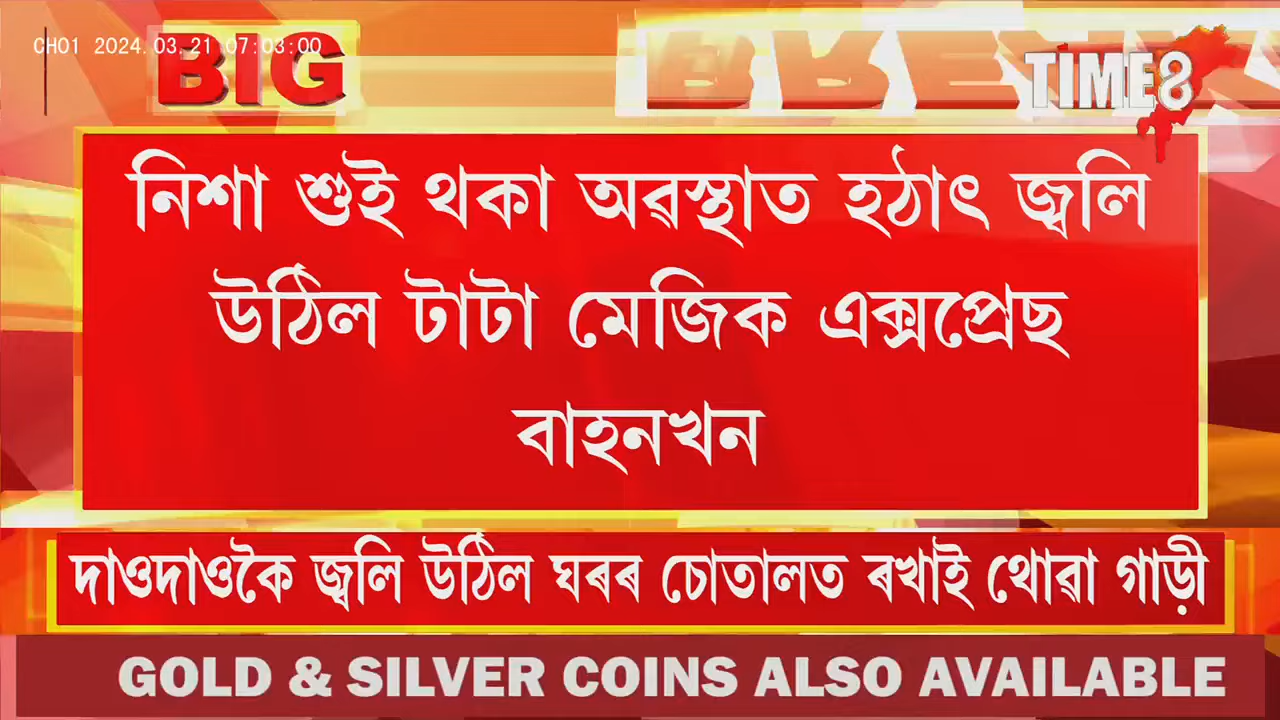 CH01 2024.03.21 07:03:00
BIG
TIME8
নিশা শুই থকা অৱস্থাত হঠাৎ জ্বলি
উঠিল টাটা মেজিক এক্সপ্ৰেছ
বাহনখন
দাওদাওকৈ জ্বলি উঠিল ঘৰৰ চোতালত ৰখাই থোৱা গাড়ী
GOLD & SILVER COINS ALSO AVAILABLE